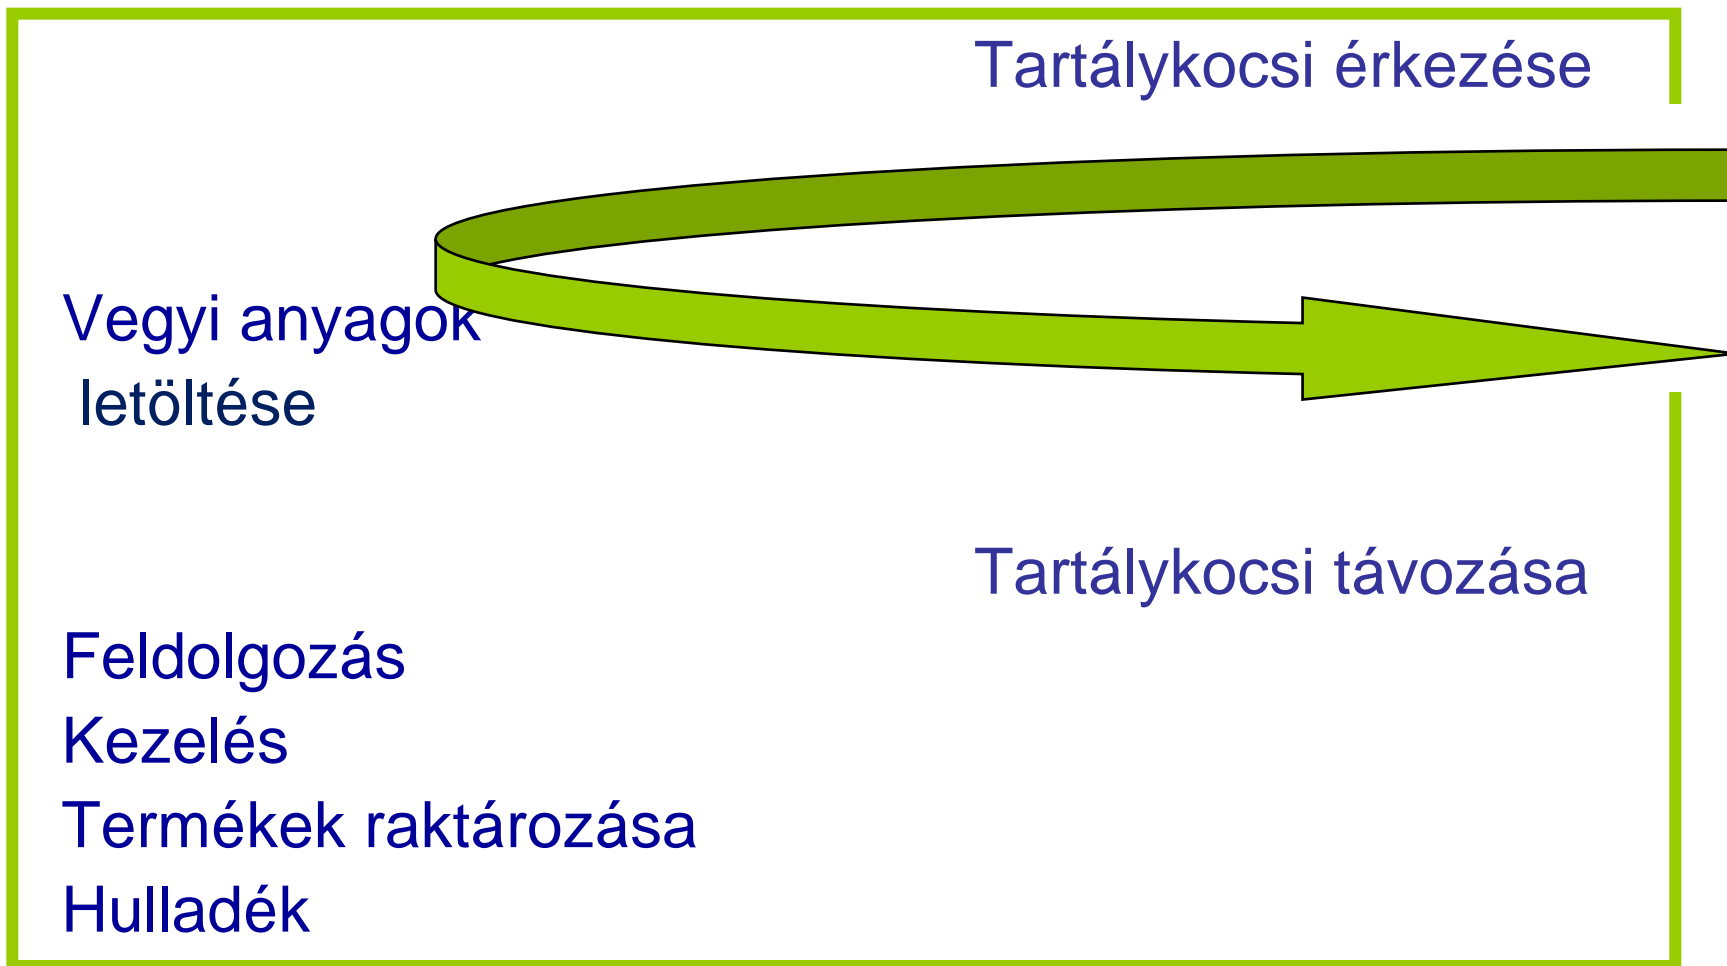 Tartálykocsi érkezése
Vegyi anyagok
letöltése
Tartálykocsi távozása
Feldolgozás
Kezelés
Termékek raktározása
Hulladék